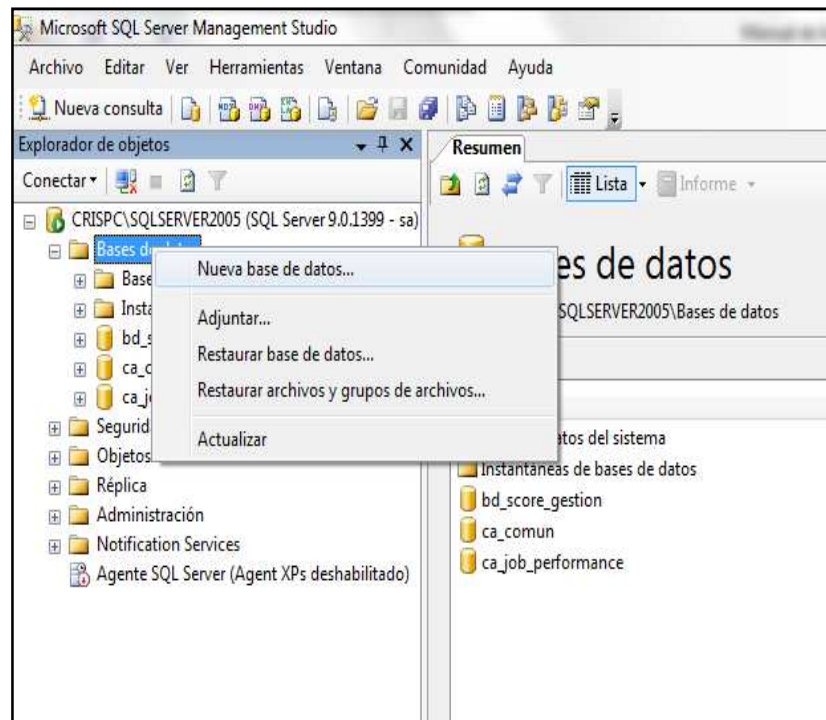 Microsoft SQL Server Management Studio
Archivo Editar Ver Herramientas Ventana Comunidad Ayuda
Nueva consulta
Explorador de objetos
Conectar
CRISPC\SQLSERVER2005 (SQL Server 9.0.1399 - sa)
Bases d
Base
Insta
bd_s
ca_c
ca_j
Segurid
Objetos
Réplica
Administración
Notification Services
Agente SQL Server (Agent XPs deshabilitado)
Nueva base de datos...
Adjuntar...
Restaurar base de datos...
Restaurar archivos y grupos de archivos...
Actualizar
Resumen
Lista Informe
es de datos
SQLSERVER2005\Bases de datos
atos del sistema
Instantáneas de bases de datos
bd_score_gestion
ca_comun
ca_job_performance